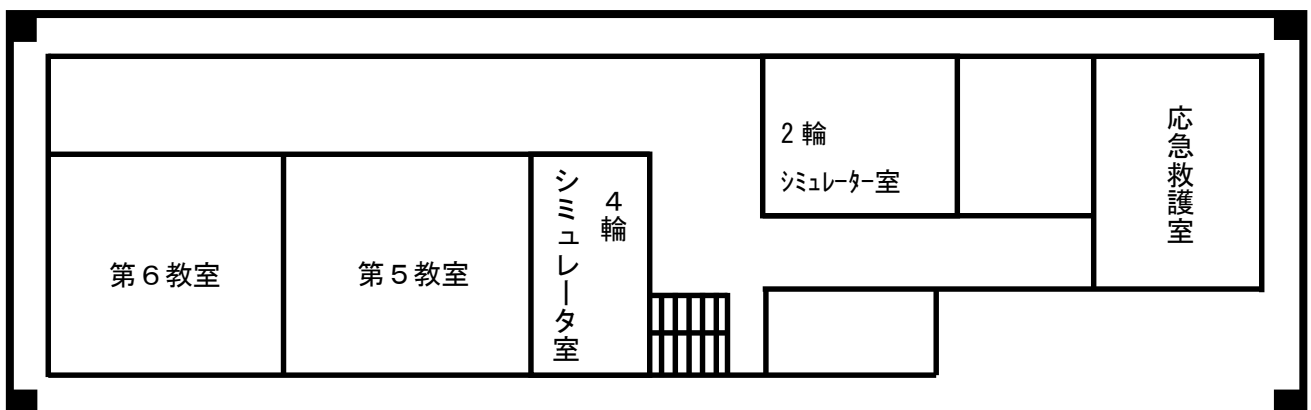 第６教室
第５教室
４輪
シミュレータ室
2 輪
ｼﾐｭﾚｰﾀｰ室
応急救護室